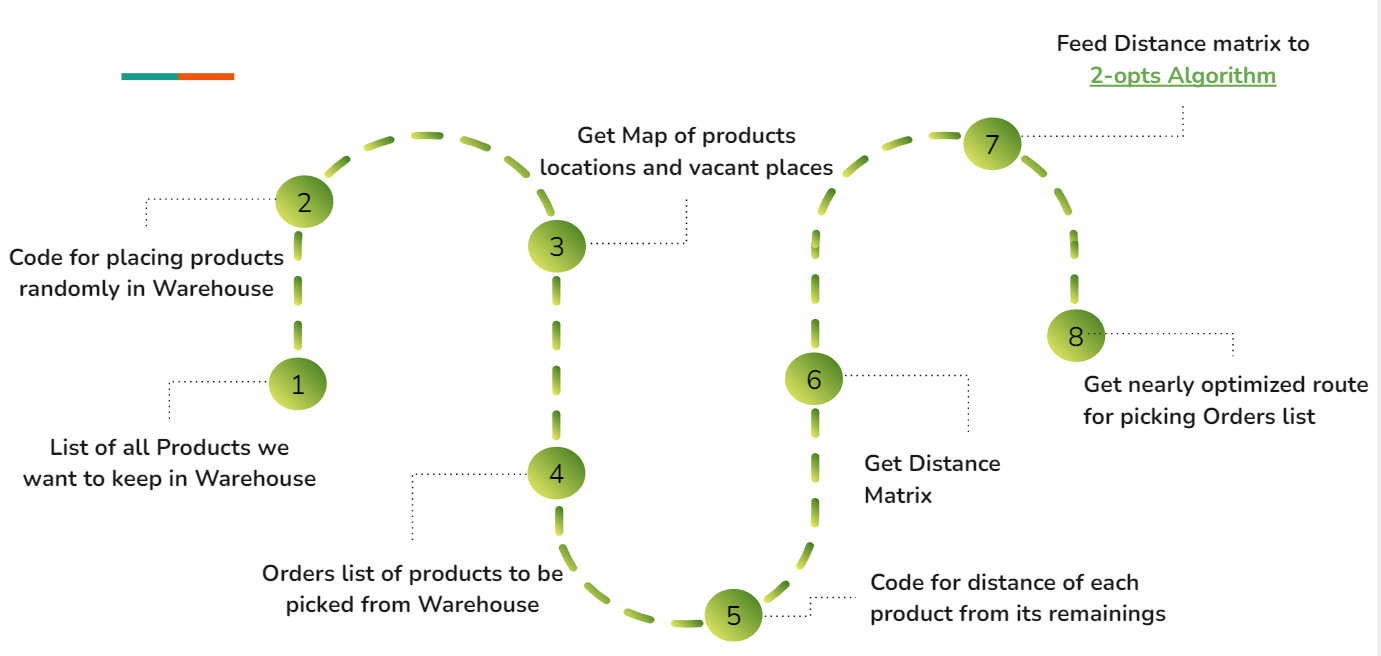 Feed Distance matrix to
2-opts Algorithm
7
Get Map of products
locations and vacant places
2
3
Code for placing products
randomly in Warehouse
1
6
8
Get nearly optimized route
for picking Orders list
List of all Products we
want to keep in Warehouse
4
Get Distance
Matrix
Orders list of products to be
picked from Warehouse
5
Code for distance of each
product from its remainings